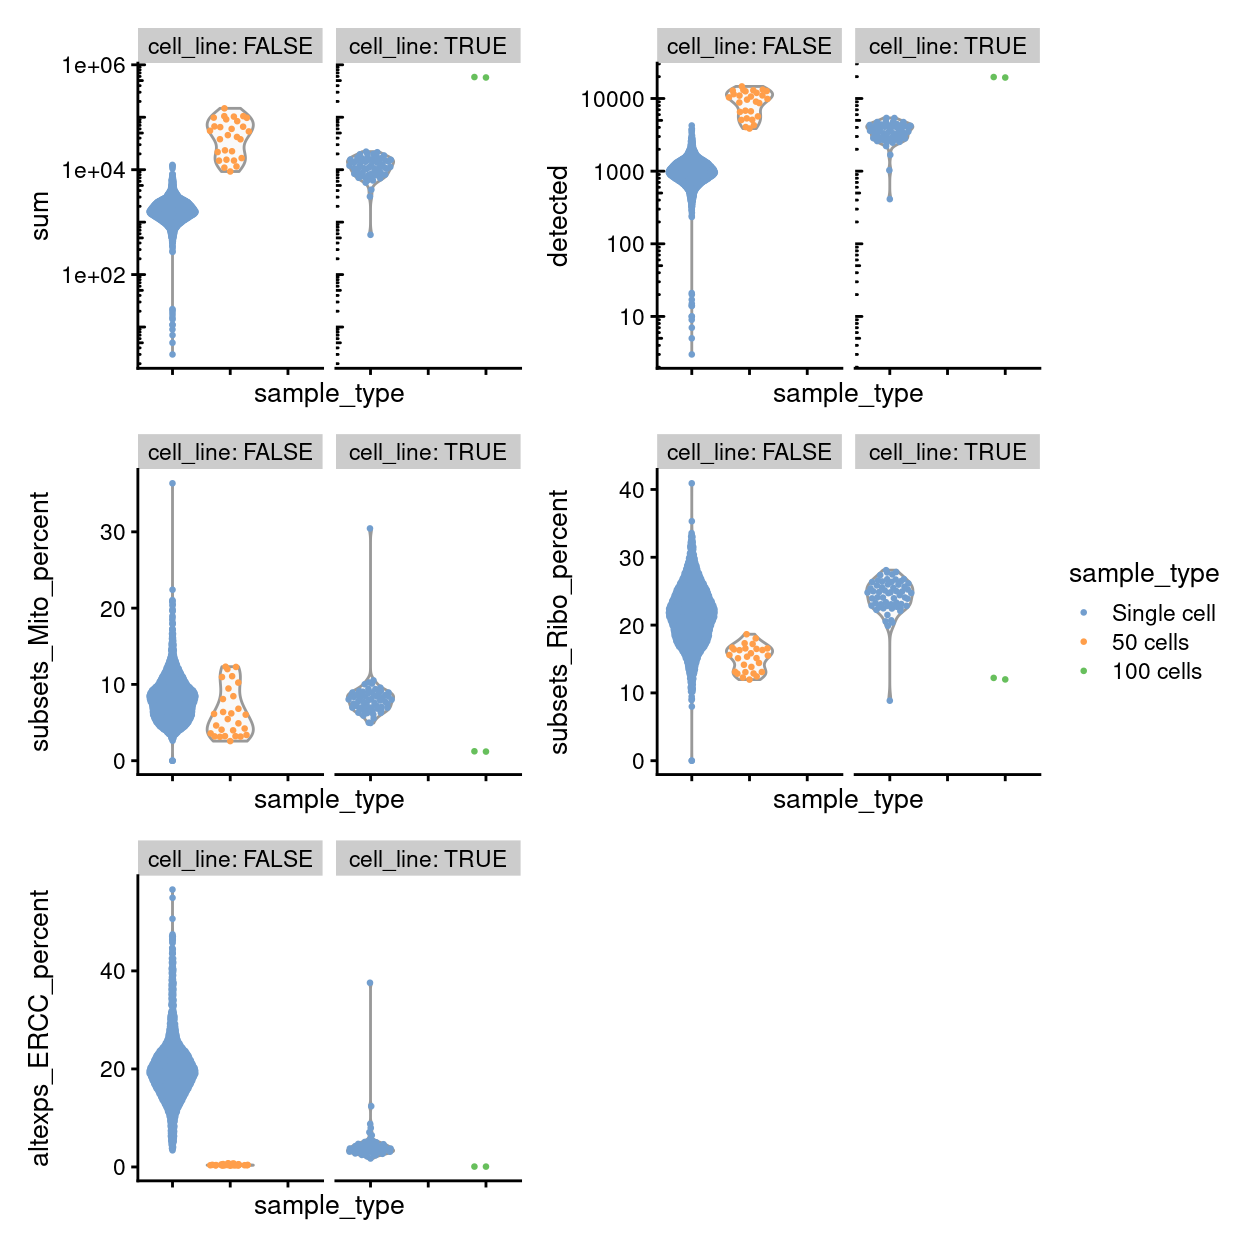 cell_line: FALSE cell_line: TRUE
1e+06
1e+04
1e+02
sum
sample_type
cell_line: FALSE cell_line: TRUE
10000
1000
100
10
detected
sample_type
cell_line: FALSE cell_line: TRUE
30
20
10
0
subsets_Mito_percent
sample_type
cell_line: FALSE cell_line: TRUE
40
30
20
10
0
subsets_Ribo_percent
sample_type
sample_type
Single cell
50 cells
100 cells
cell_line: FALSE cell_line: TRUE
40
20
0
altexps_ERCC_percent
sample_type